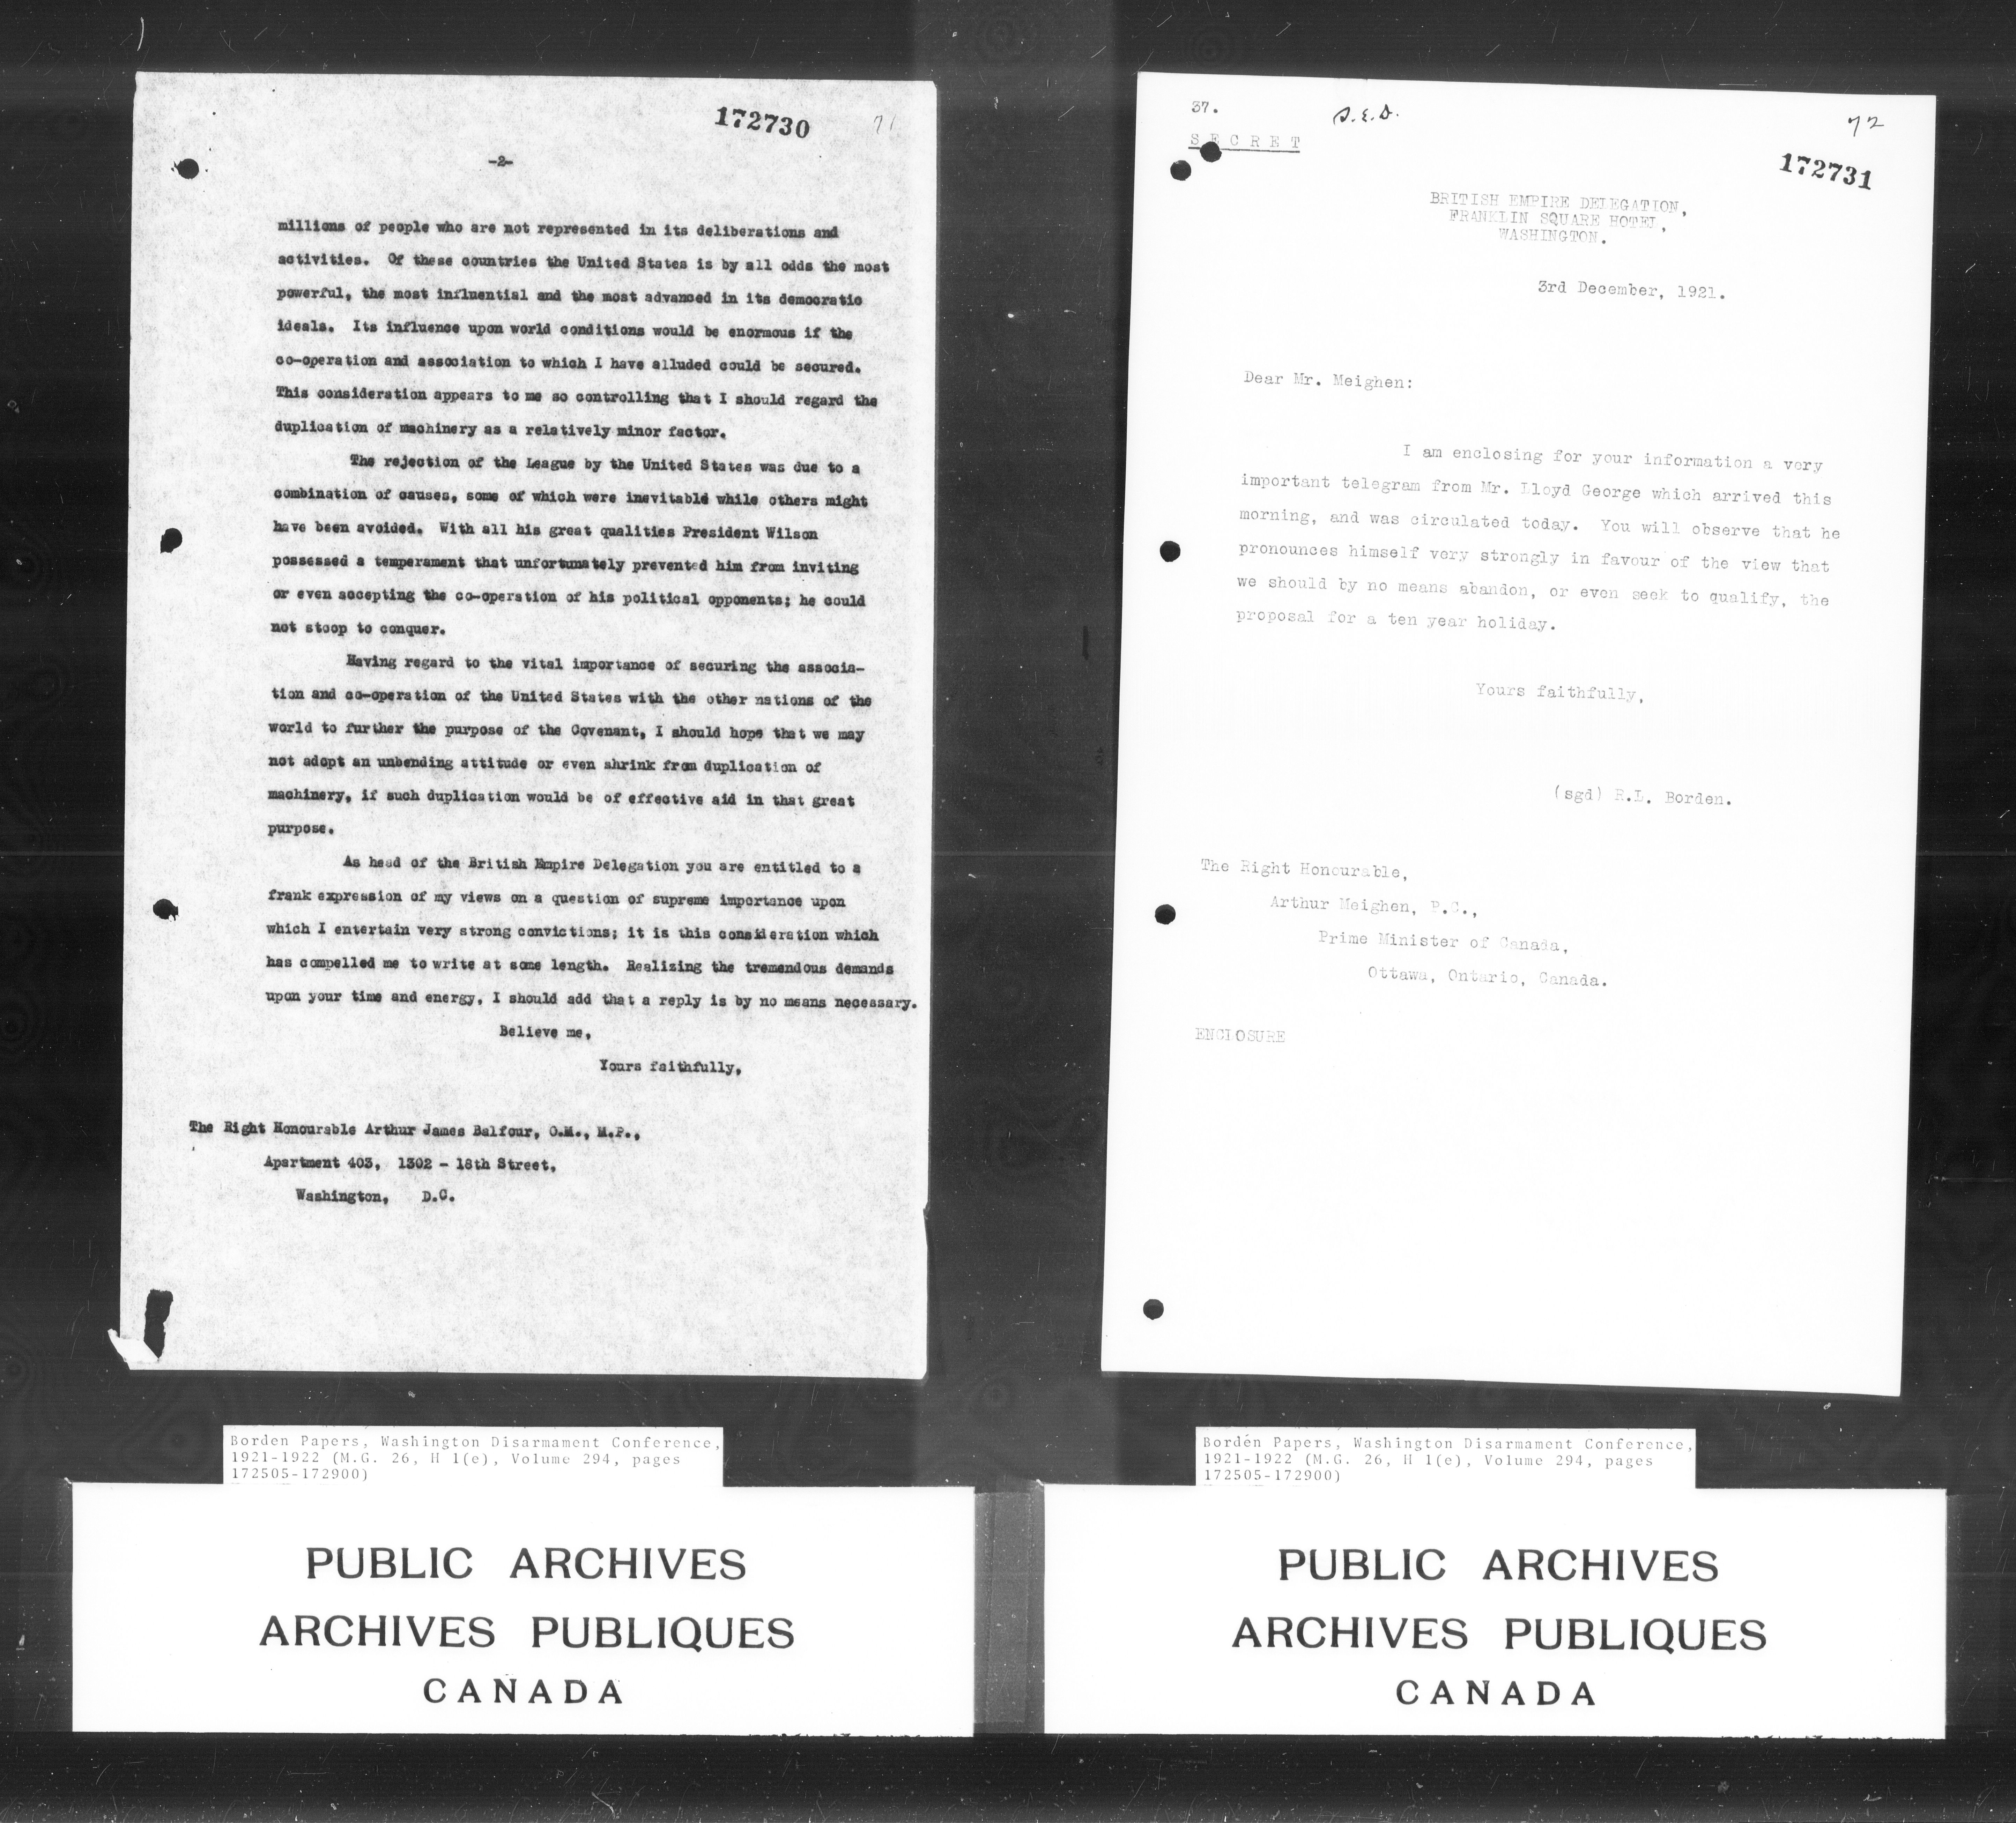 172730
71
-2-
millions of people who are not represented in its deliberations and
activities. Of these countries the United States is by all odds the most
powerful, the most influential and the most advanced in its democratic
ideals. Its influence upon world conditions would be enormous if the
co-operation and association to which I have alluded could be secured.
This consideration appears to me so controlling that I should regard the
duplication of machinery as a relatively minor factor.
The rejection of the League by the United States was due to a
combination of causes, some of which were inevitable while others might
have been avoided. With all his great qualities President Wilson
possessed a temperament that unfortunately prevented him from inviting
or even accepting the co-operation of his political opponents; he could
not stoop to conquer.
Having regard to the vital importance of securing the associa-
tion and co-operation of the United States with the other nations of the
world to further the purpose of the Covenant, I should hope that we may
not adopt an unbending attitude or even shrink from duplication of
machinery, if such duplication would be of effective aid in that great
purpose.
As head of the British Empire Delegation you are entitled to a
frank expression of my views on a question of supreme importance upon
which I entertain very strong convictions; it is this consideration which
has compelled me to write at some length. Realizing the tremendous demands
upon your time and energy, I should add that a reply is by no means necessary.
Believe me,
Yours faithfully,
The Right Honourable Arthur James Balfour, O.M., M.P.,
Apartment 403, 1302 - 18th Street,
Washington, D.C.
Borden Papers, Washington Disarmament Conference,
1921-1922 (M.G. 26, H 1(e), Volume 294, pages
172505-172900)
PUBLIC ARCHIVES
ARCHIVES PUBLIQUES
CANADA
37.
S.E.D.
72
SECRET
172731
BRITISH EMPIRE DELEGATION,
FRANKLIN SQUARE HOTEL,
WASHINGTON.
3rd December, 1921.
Dear Mr. Meighen:
I am enclosing for your information a very
important telegram from Mr. Lloyd George which arrived this
morning, and was circulated today. You will observe that he
pronounces himself very strongly in favour of the view that
we should by no means abandon, or even seek to qualify, the
proposal for a ten year holiday.
Yours faithfully,
(sgd) R.L. Borden.
The Right Honourable,
Arthur Meighen, P.C.,
Prime Minister of Canada,
Ottawa, Ontario, Canada.
ENCLOSURE
Borden Papers, Washington Disarmament Conference,
1921-1922 (M.G. 26, H 1(e), Volume 294, pages
172505-172900)
PUBLIC ARCHIVES
ARCHIVES PUBLIQUES
CANADA